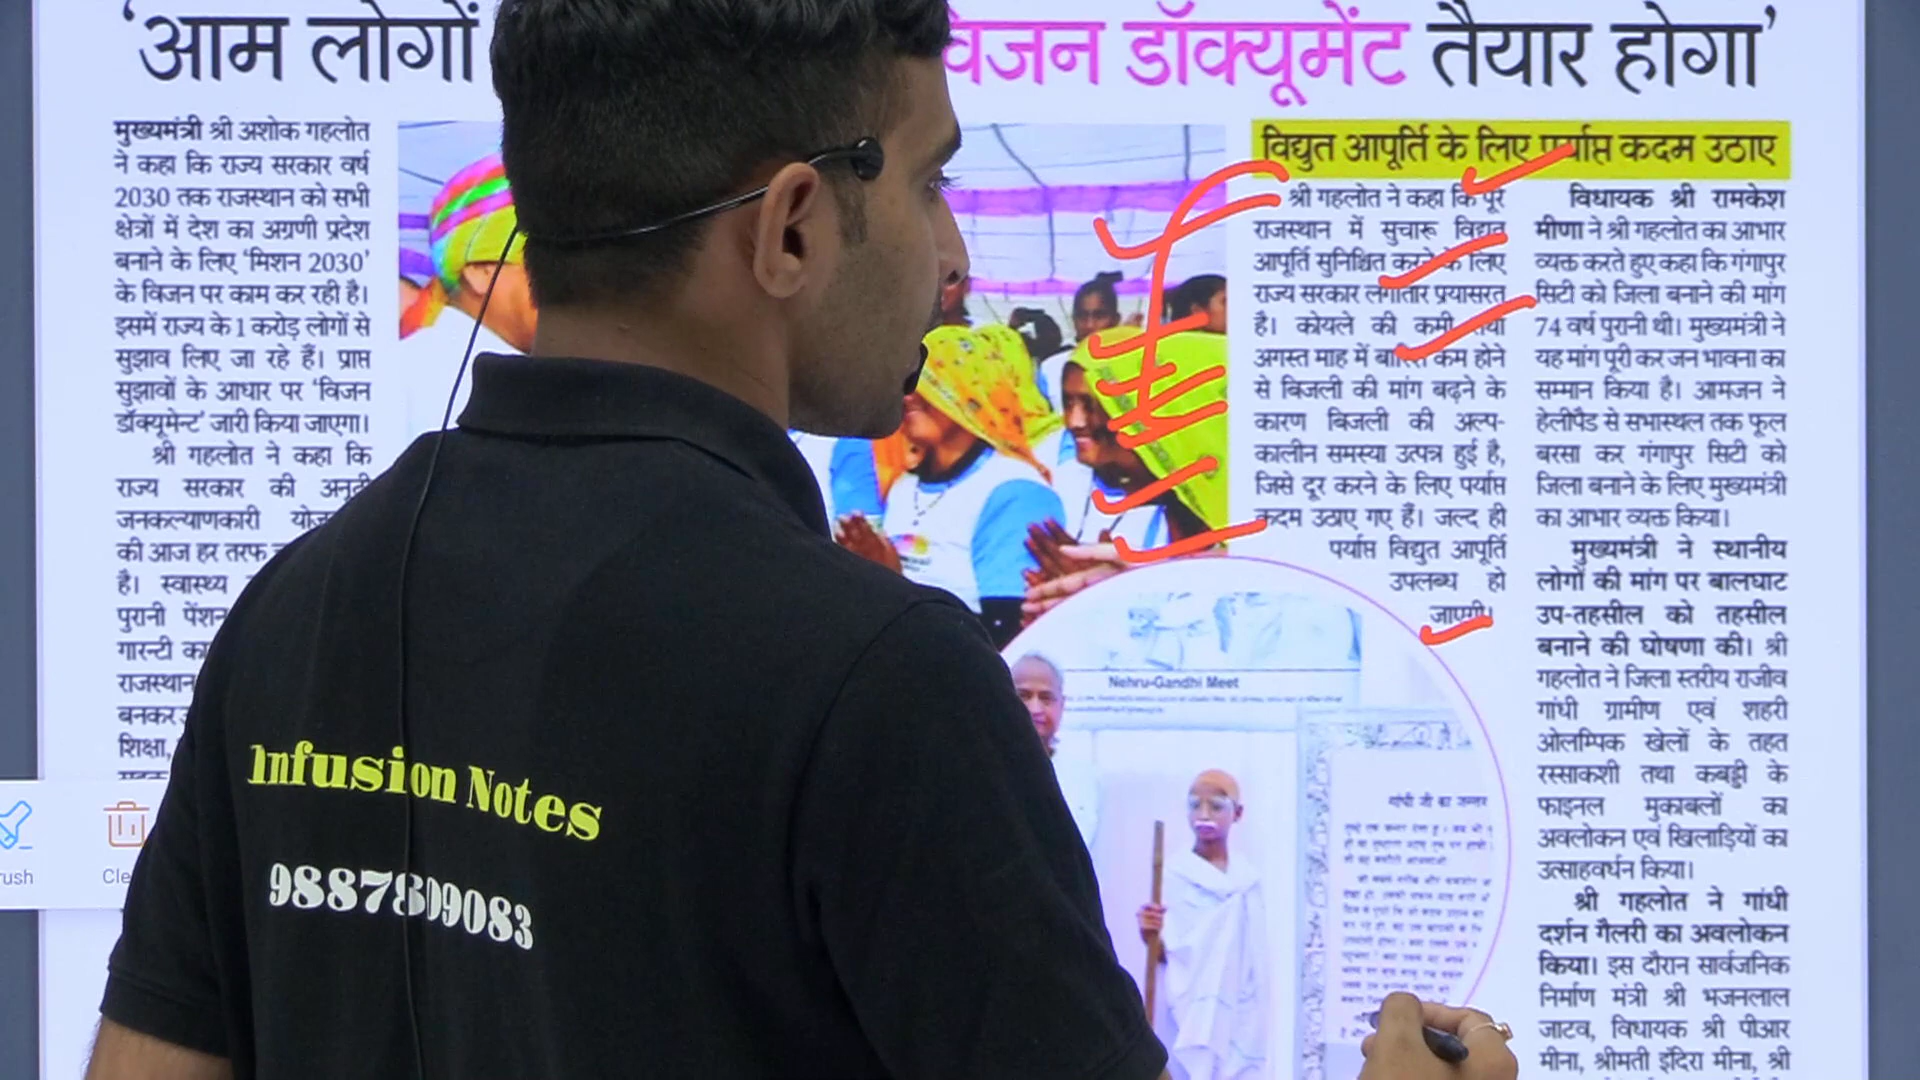 'आम लोगों
विजन डॉक्यूमेंट तैयार होगा'
मुख्यमंत्री श्री अशोक गहलोत
ने कहा कि राज्य सरकार वर्ष
2030 तक राजस्थान को सभी
क्षेत्रों में देश का अग्रणी प्रदेश
बनाने के लिए 'मिशन 2030'
के विजन पर काम कर रही है।
इसमें राज्य के 1 करोड़ लोगों से
सुझाव लिए जा रहे हैं। प्राप्त
सुझावों के आधार पर 'विजन
डॉक्यूमेन्ट' जारी किया जाएगा।
श्री गहलोत ने कहा कि
राज्य सरकार की अनूठी
जनकल्याणकारी
की आज हर तरफ
है। स्वास्थ्य
पुरानी पेंशन
गारन्टी का
राजस्थान
बनकर
शिक्षा,
विद्युत आपूर्ति के लिए पर्याप्त कदम उठाए
श्री गहलोत ने कहा कि पूरे
राजस्थान में सुचारू विद्युत
आपूर्ति सुनिश्चित करने के लिए
राज्य सरकार लगातार प्रयासरत
है। कोयले की कमी तथा
अगस्त माह में बारिश कम होने
से बिजली की मांग बढ़ने के
कारण बिजली की अल्प-
कालीन समस्या उत्पन्न हुई है,
जिसे दूर करने के लिए पर्याप्त
कदम उठाए गए हैं। जल्द ही
पर्याप्त विद्युत आपूर्ति
उपलब्ध हो
जाएगी।
विधायक श्री रामकेश
मीणा ने श्री गहलोत का आभार
व्यक्त करते हुए कहा कि गंगापुर
सिटी को जिला बनाने की मांग
74 वर्ष पुरानी थी। मुख्यमंत्री ने
यह मांग पूरी कर जन भावना का
सम्मान किया है। आमजन ने
हेलीपैड से सभास्थल तक फूल
बरसा कर गंगापुर सिटी को
जिला बनाने के लिए मुख्यमंत्री
का आभार व्यक्त किया।
मुख्यमंत्री ने स्थानीय
लोगों की मांग पर बालघाट
उप-तहसील को तहसील
बनाने की घोषणा की। श्री
गहलोत ने जिला स्तरीय राजीव
गांधी ग्रामीण एवं शहरी
ओलम्पिक खेलों के तहत
रस्साकशी तथा कबड्डी के
फाइनल मुकाबलों का
अवलोकन एवं खिलाड़ियों का
उत्साहवर्धन किया।
श्री गहलोत ने गांधी
दर्शन गैलरी का अवलोकन
किया। इस दौरान सार्वजनिक
निर्माण मंत्री श्री भजनलाल
जाटव, विधायक श्री पीआर
मीना, श्रीमती इंदिरा मीना, श्री
Nehru-Gandhi Meet
Infusion Notes
9887809083
rush
Cle